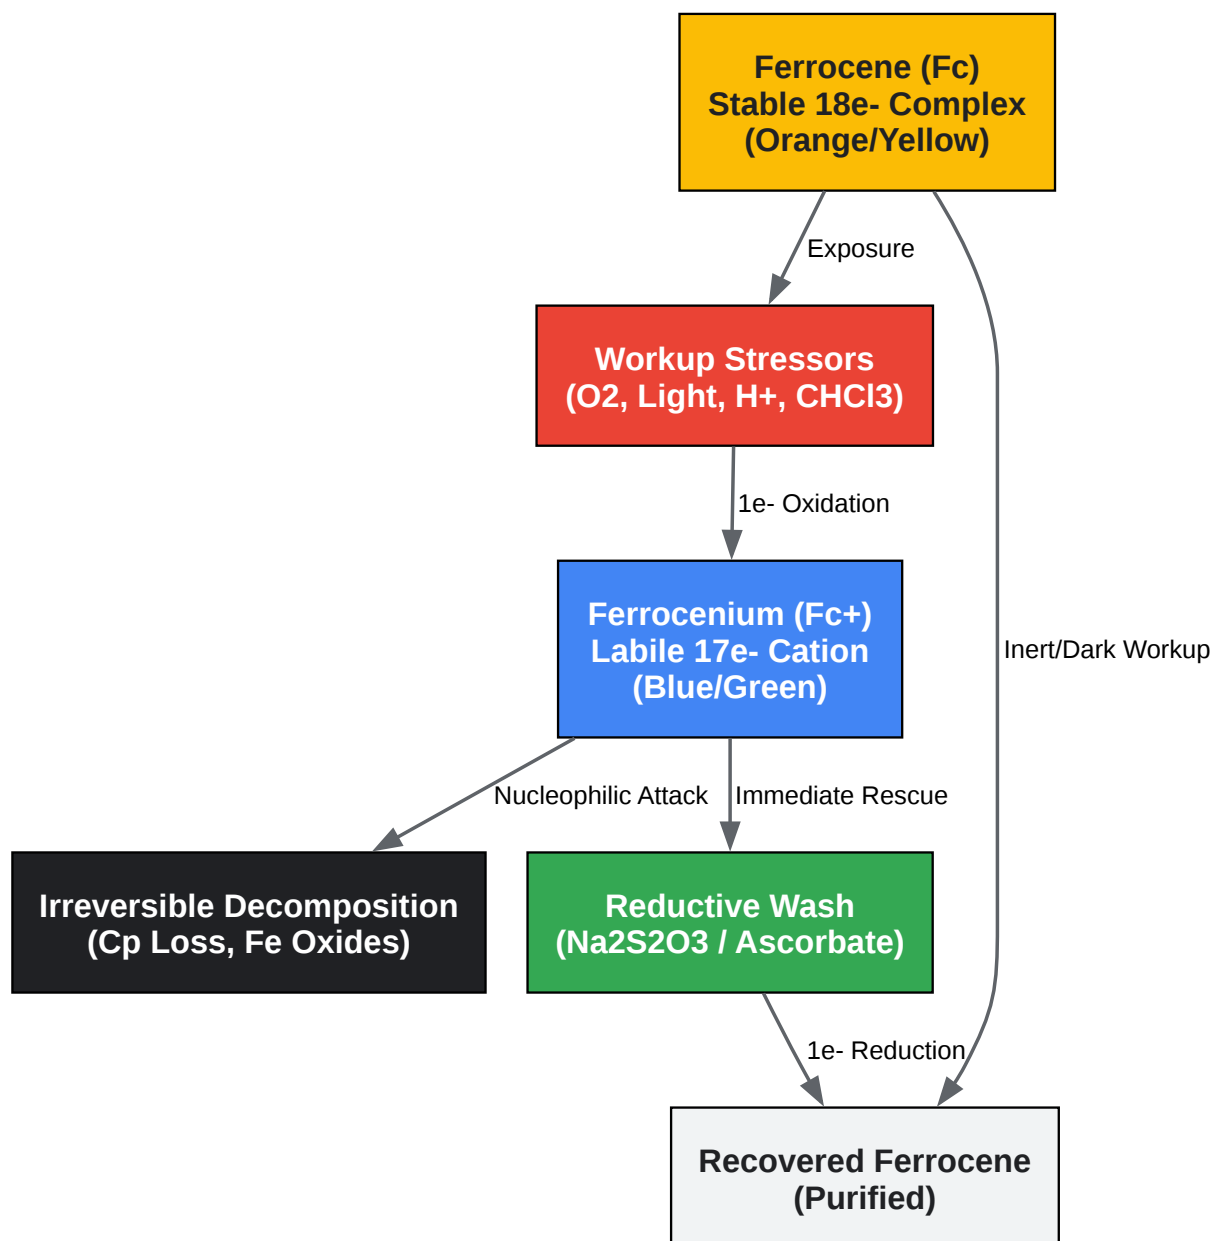 Ferrocene (Fc)
Stable 18e- Complex
(Orange/Yellow)
Exposure
Workup Stressors
(O2, Light, H+, CHCl3)
1e- Oxidation
Ferrocenium (Fc+)
Labile 17e- Cation
(Blue/Green)
Inert/Dark Workup
Nucleophilic Attack
Immediate Rescue
Irreversible Decomposition
(Cp Loss, Fe Oxides)
Reductive Wash
(Na2S2O3 / Ascorbate)
1e- Reduction
Recovered Ferrocene
(Purified)